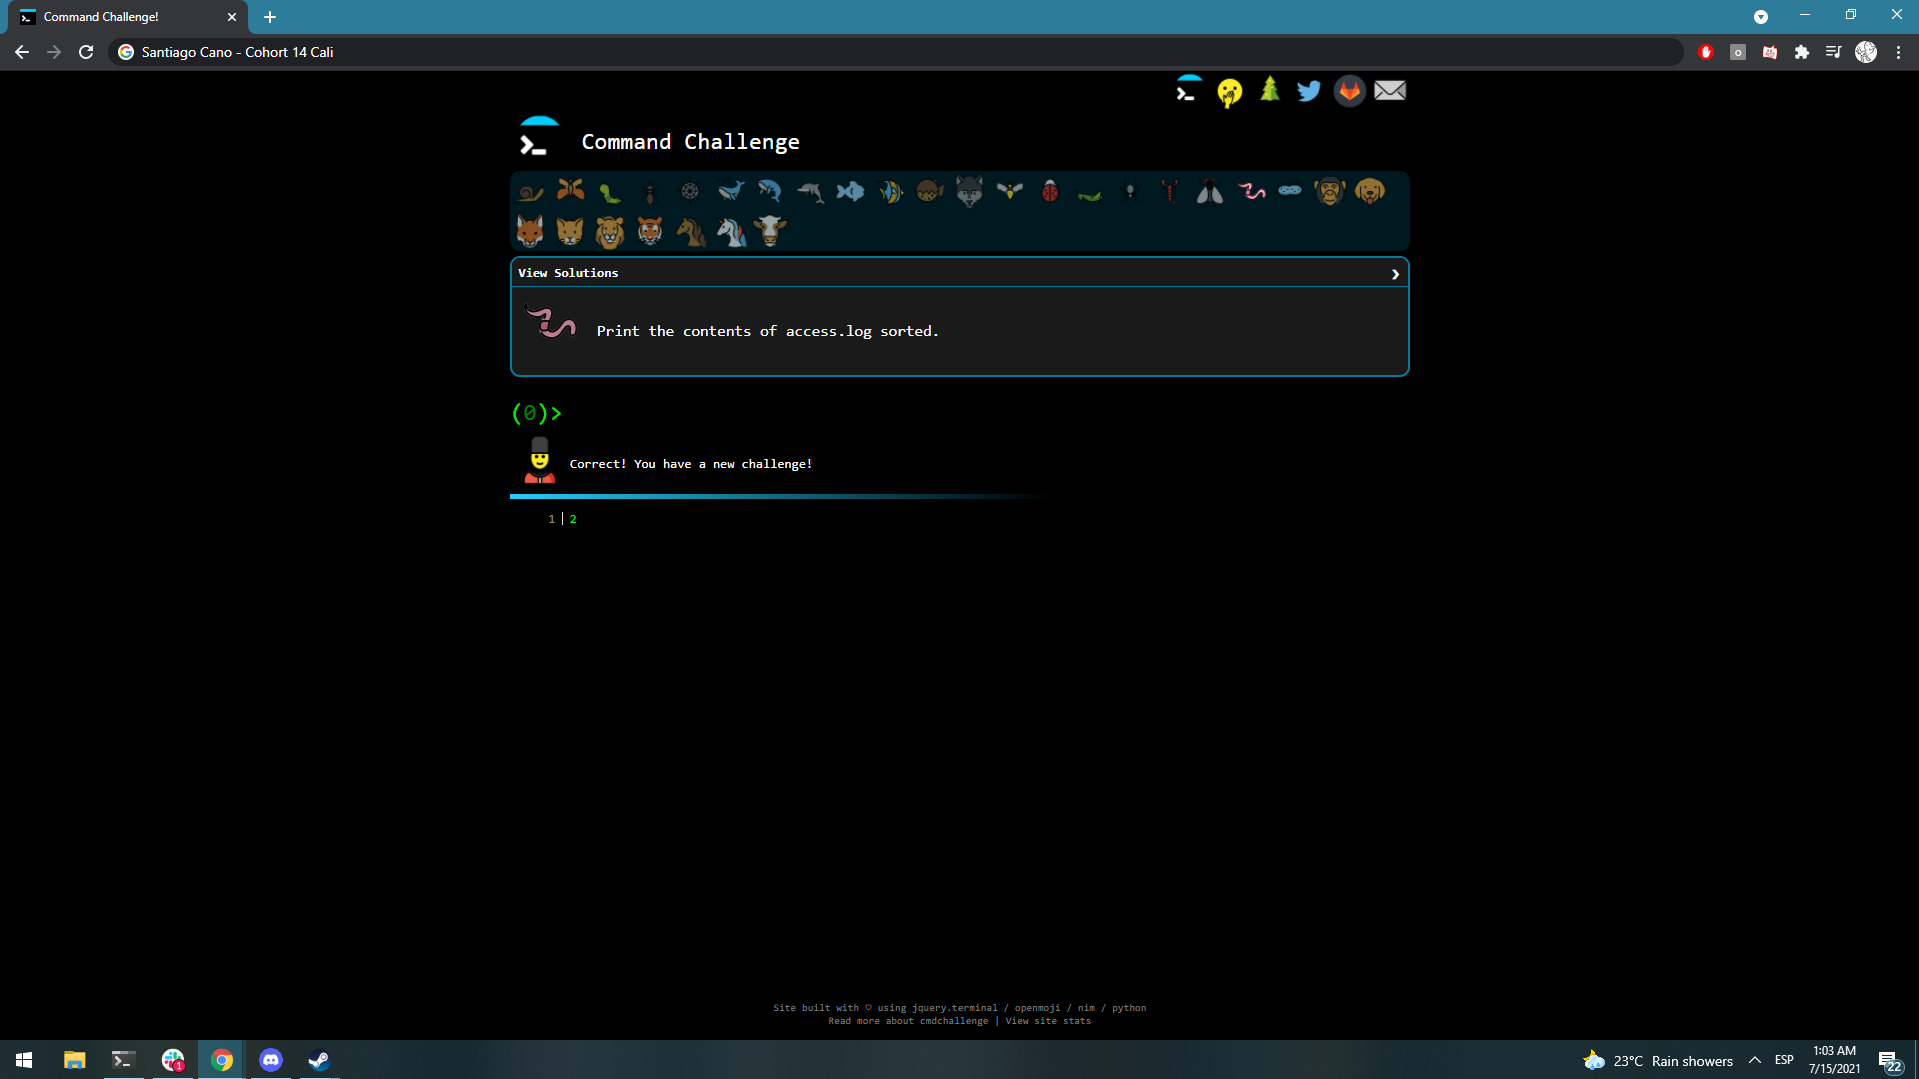 Command Challenge!
Santiago Cano - Cohort 14 Cali
Command Challenge
View Solutions
Print the contents of access.log sorted.
(0)>
Correct! You have a new challenge!
1 | 2
Site built with ♡ using jquery.terminal / openmoji / nim / python
Read more about cmdchallenge | View site stats
1
23°C Rain showers
ESP
1:03 AM
7/15/2021
22